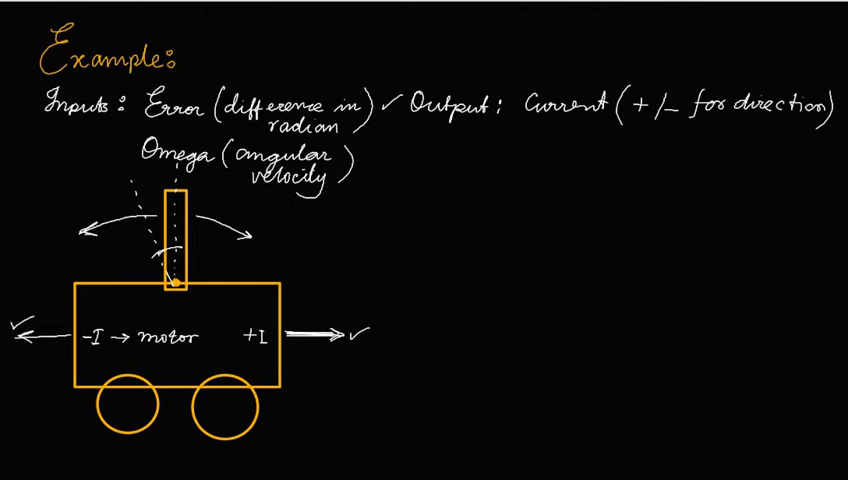 Example:
Inputs: Error (difference in radian) ✓ Output: Current (+/- for direction)
Omega (angular velocity)
-I → motor +I